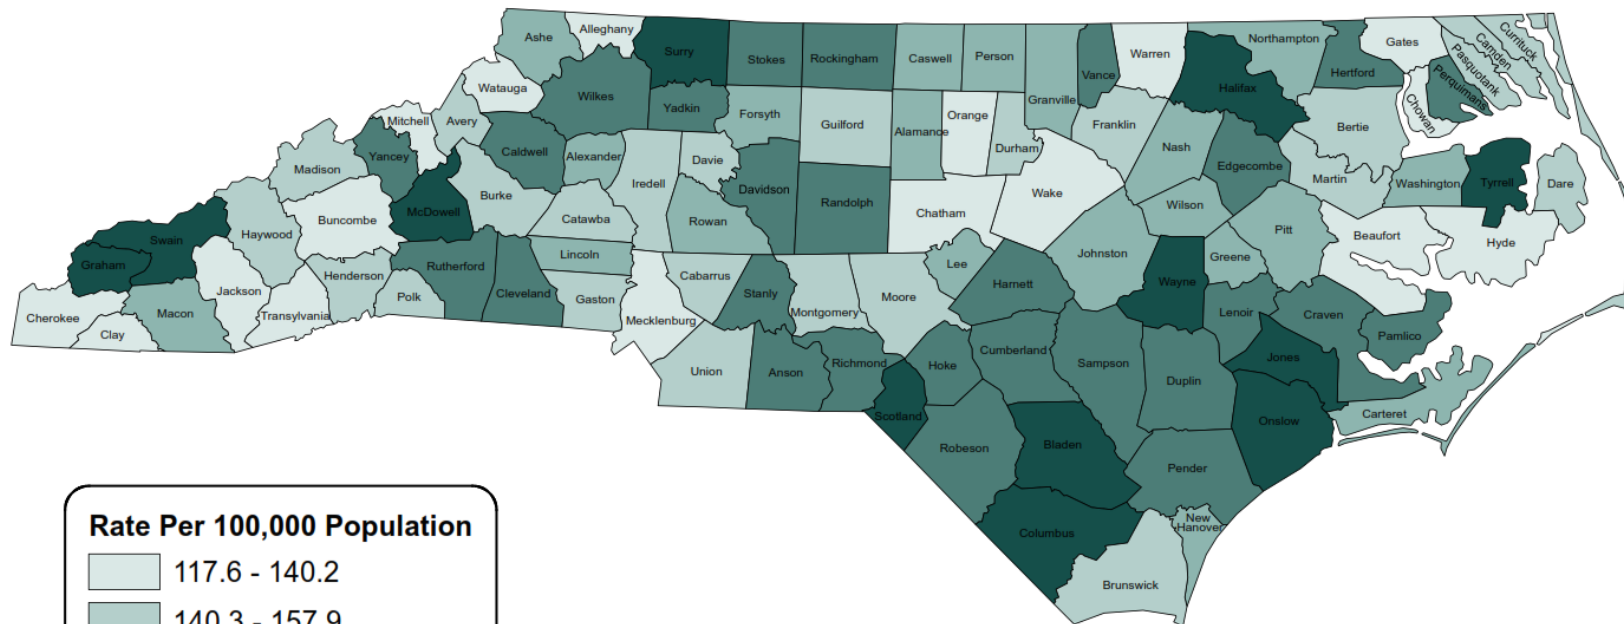 Ashe
Alleghany
Surry
Stokes
Rockingham
Caswell
Person
Granville
Vance
Warren
Northampton
Halifax
Hertford
Gates
Currituck
Camden
Pasquotank
Perquimans
Chowan
Watauga
Wilkes
Yadkin
Forsyth
Guilford
Alamance
Orange
Durham
Franklin
Nash
Edgecombe
Bertie
Mitchell
Avery
Yancey
Caldwell
Alexander
Iredell
Davie
Davidson
Randolph
Chatham
Wake
Wilson
Martin
Washington
Tyrrell
Dare
Madison
Buncombe
McDowell
Burke
Catawba
Rowan
Johnston
Pitt
Greene
Beaufort
Hyde
Swain
Haywood
Graham
Jackson
Henderson
Rutherford
Cleveland
Lincoln
Gaston
Cabarrus
Stanly
Montgomery
Moore
Lee
Harnett
Wayne
Lenoir
Craven
Pamlico
Cherokee
Clay
Macon
Transylvania
Polk
Mecklenburg
Union
Anson
Richmond
Hoke
Cumberland
Sampson
Duplin
Jones
Scotland
Robeson
Bladen
Onslow
Carteret
Pender
Columbus
New
Hanover
Brunswick
Rate Per 100,000 Population
117.6 - 140.2
140.3 - 157.9